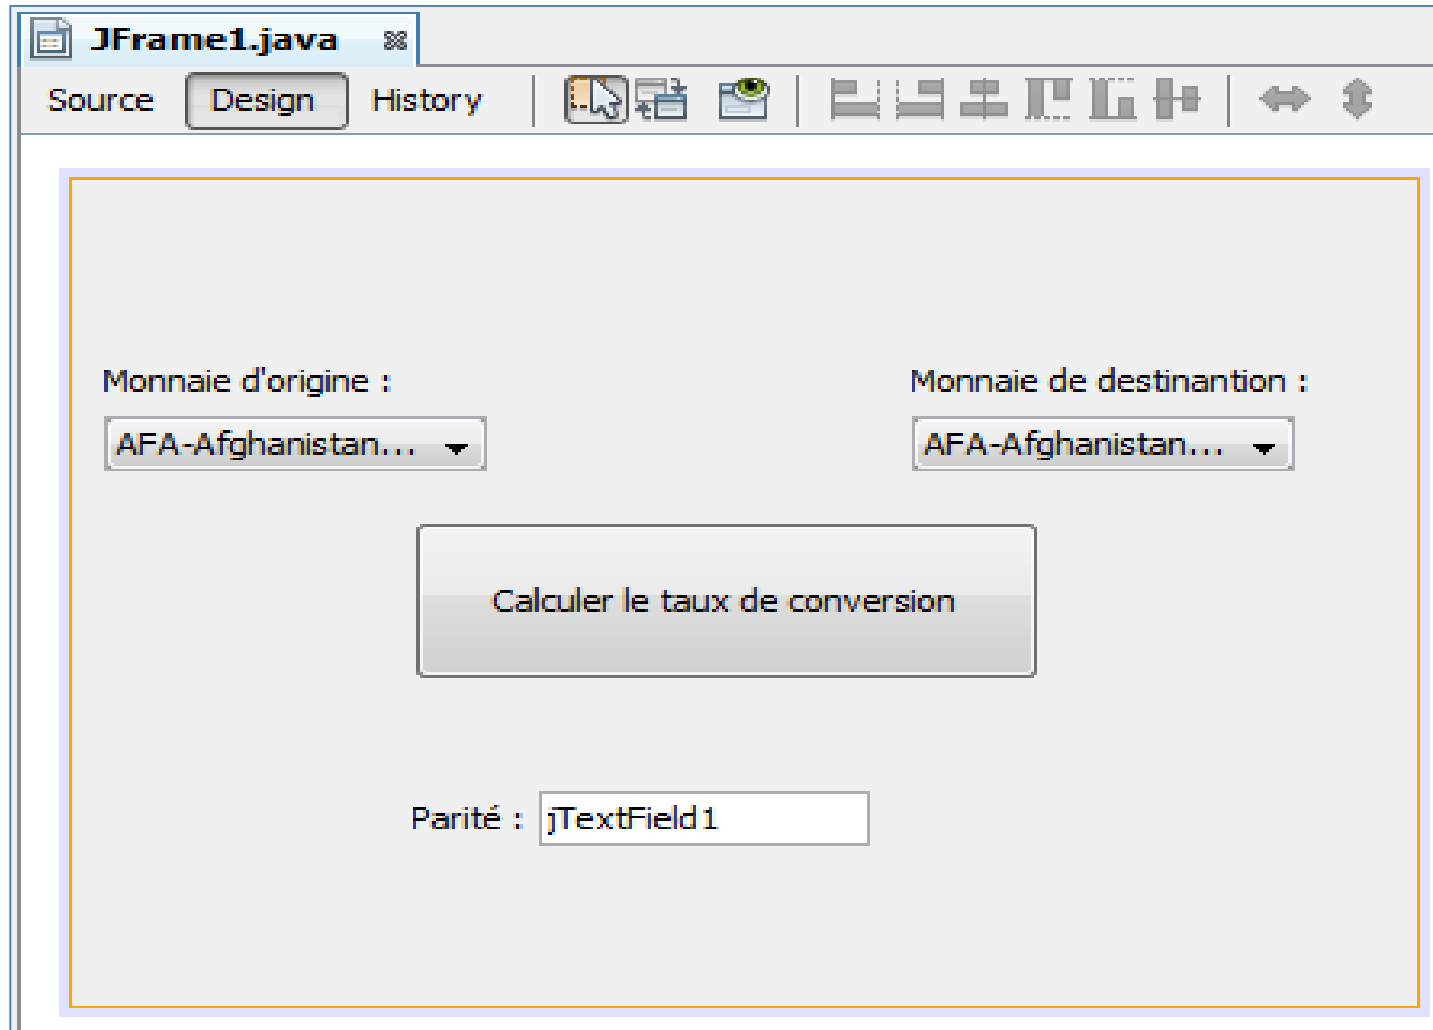 JFrame1.java
Source Design History
Monnaie d'origine : Monnaie de destinantion :
AFA-Afghanistan... AFA-Afghanistan...
Calculer le taux de conversion
Parité : jTextField1